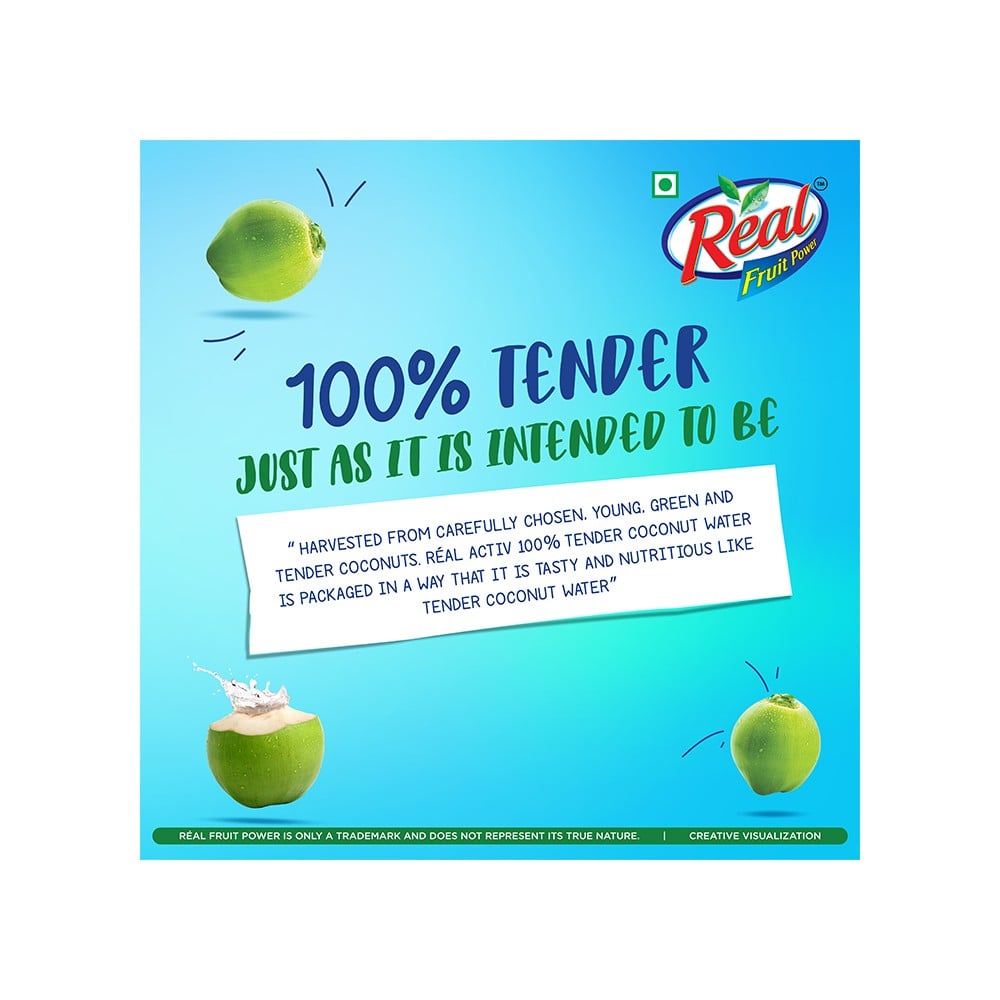 Réal
TM
Fruit Power
100% TENDER
JUST AS IT IS INTENDED TO BE
"HARVESTED FROM CAREFULLY CHOSEN, YOUNG, GREEN AND
TENDER COCONUTS. RÉAL ACTIV 100% TENDER COCONUT WATER
IS PACKAGED IN A WAY THAT IT IS TASTY AND NUTRITIOUS LIKE
TENDER COCONUT WATER"
RÉAL FRUIT POWER IS ONLY A TRADEMARK AND DOES NOT REPRESENT ITS TRUE NATURE. | CREATIVE VISUALIZATION